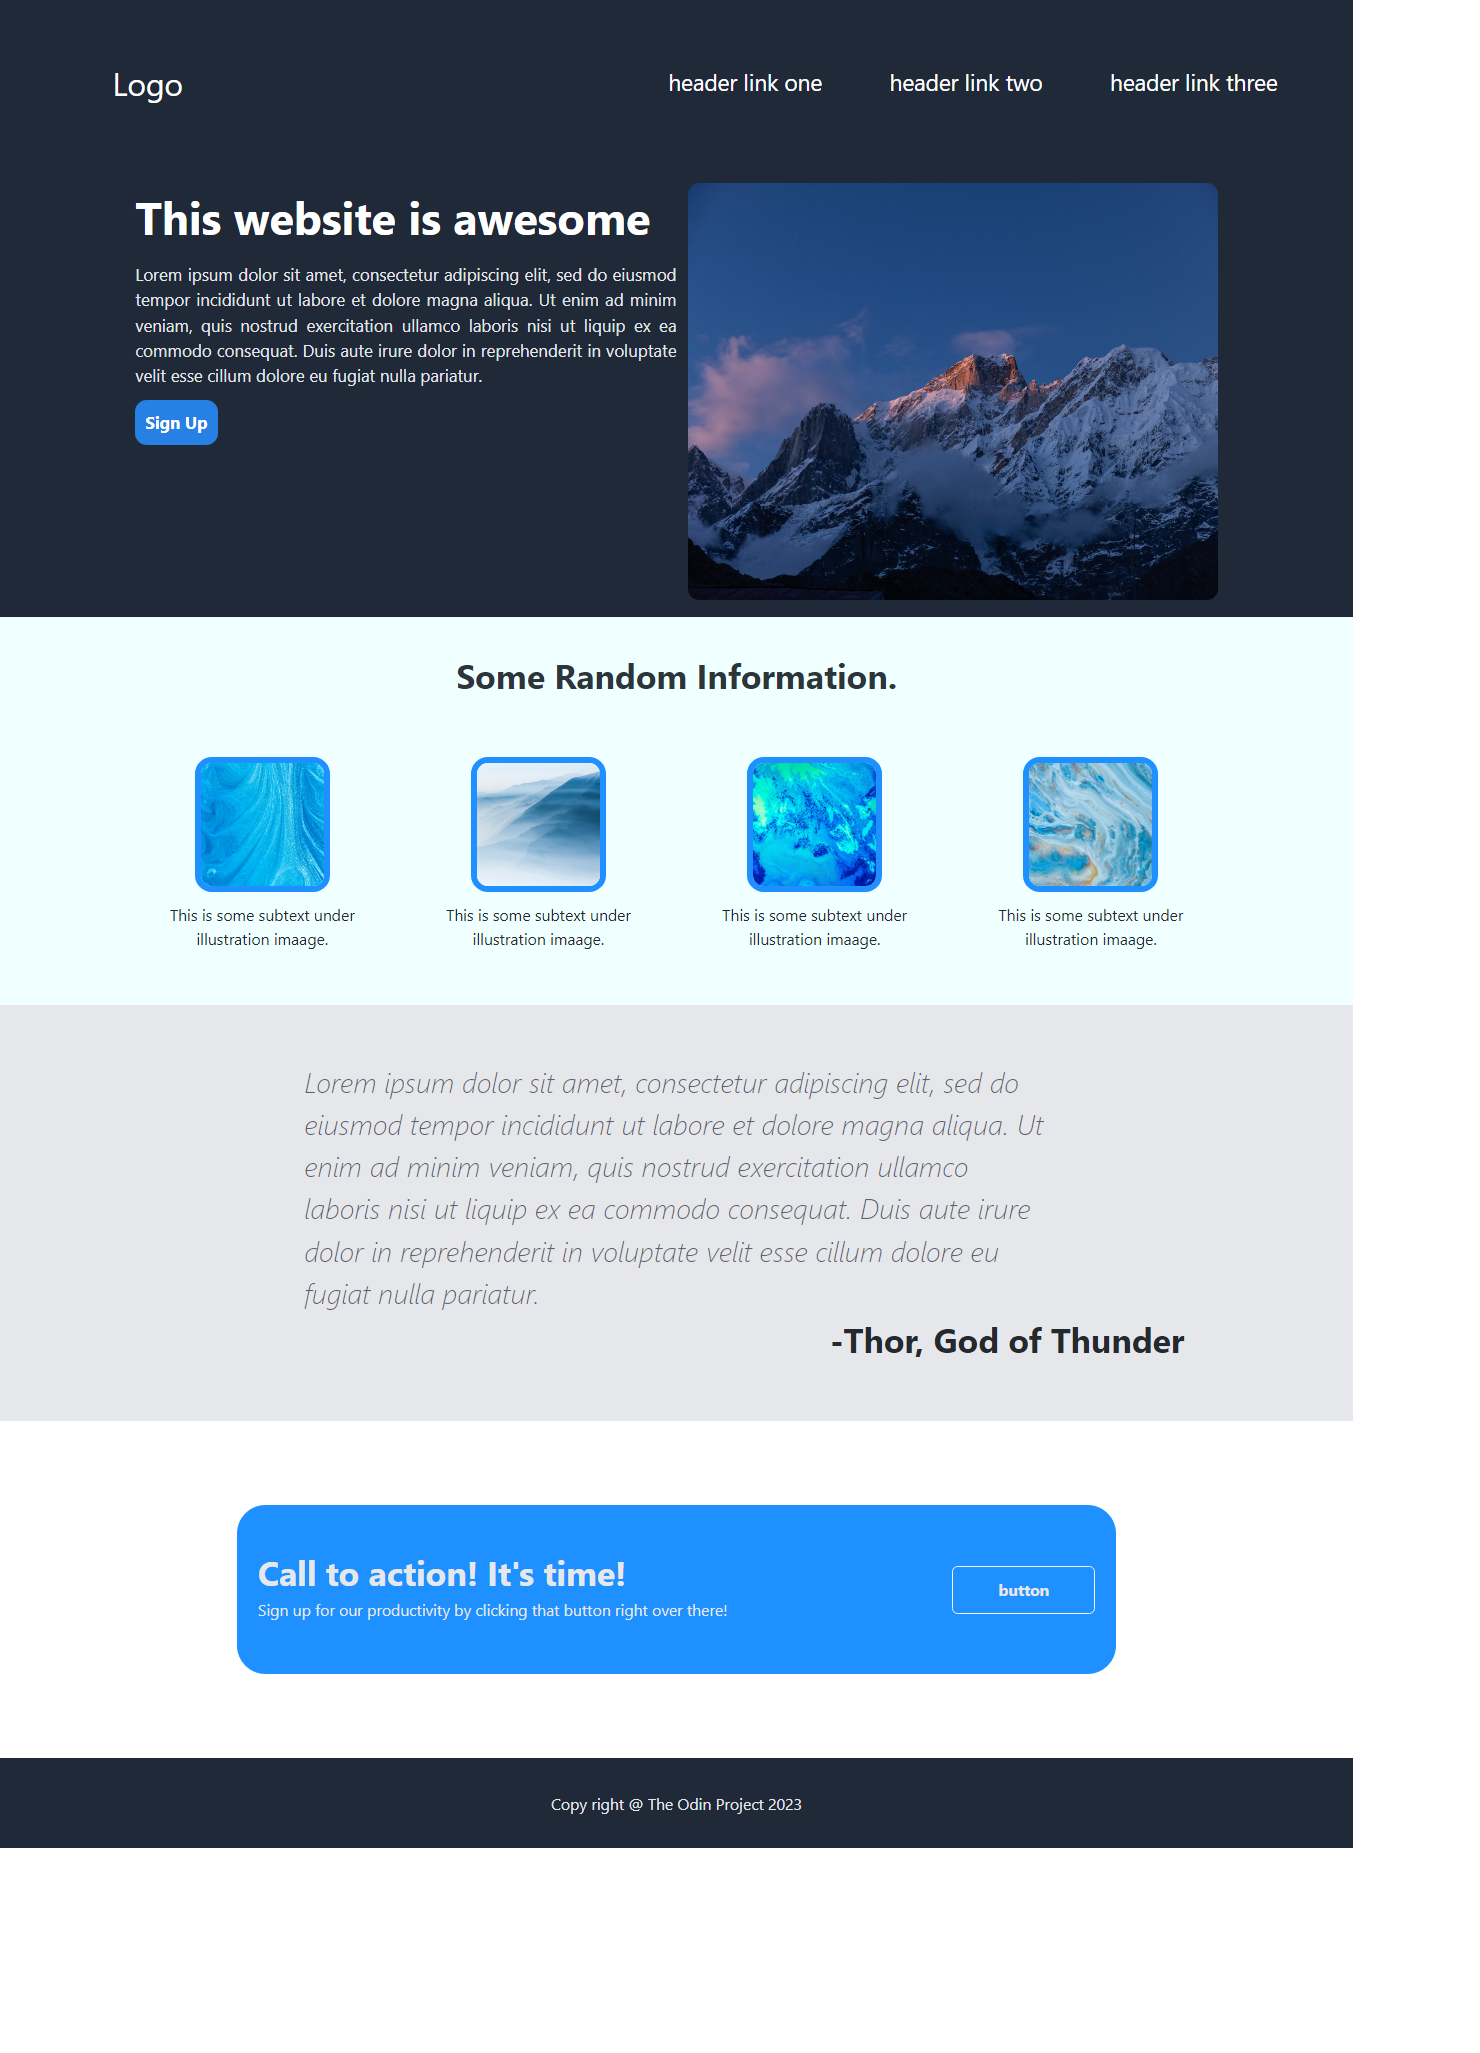 Logo
header link one
header link two
header link three
This website is awesome
Lorem ipsum dolor sit amet, consectetur adipiscing elit, sed do eiusmod
tempor incididunt ut labore et dolore magna aliqua. Ut enim ad minim
veniam, quis nostrud exercitation ullamco laboris nisi ut liquip ex ea
commodo consequat. Duis aute irure dolor in reprehenderit in voluptate
velit esse cillum dolore eu fugiat nulla pariatur.
Sign Up
Some Random Information.
This is some subtext under
illustration imaage.
This is some subtext under
illustration imaage.
This is some subtext under
illustration imaage.
This is some subtext under
illustration imaage.
Lorem ipsum dolor sit amet, consectetur adipiscing elit, sed do
eiusmod tempor incididunt ut labore et dolore magna aliqua. Ut
enim ad minim veniam, quis nostrud exercitation ullamco
laboris nisi ut liquip ex ea commodo consequat. Duis aute irure
dolor in reprehenderit in voluptate velit esse cillum dolore eu
fugiat nulla pariatur.
-Thor, God of Thunder
Call to action! It's time!
Sign up for our productivity by clicking that button right over there!
button
Copy right @ The Odin Project 2023